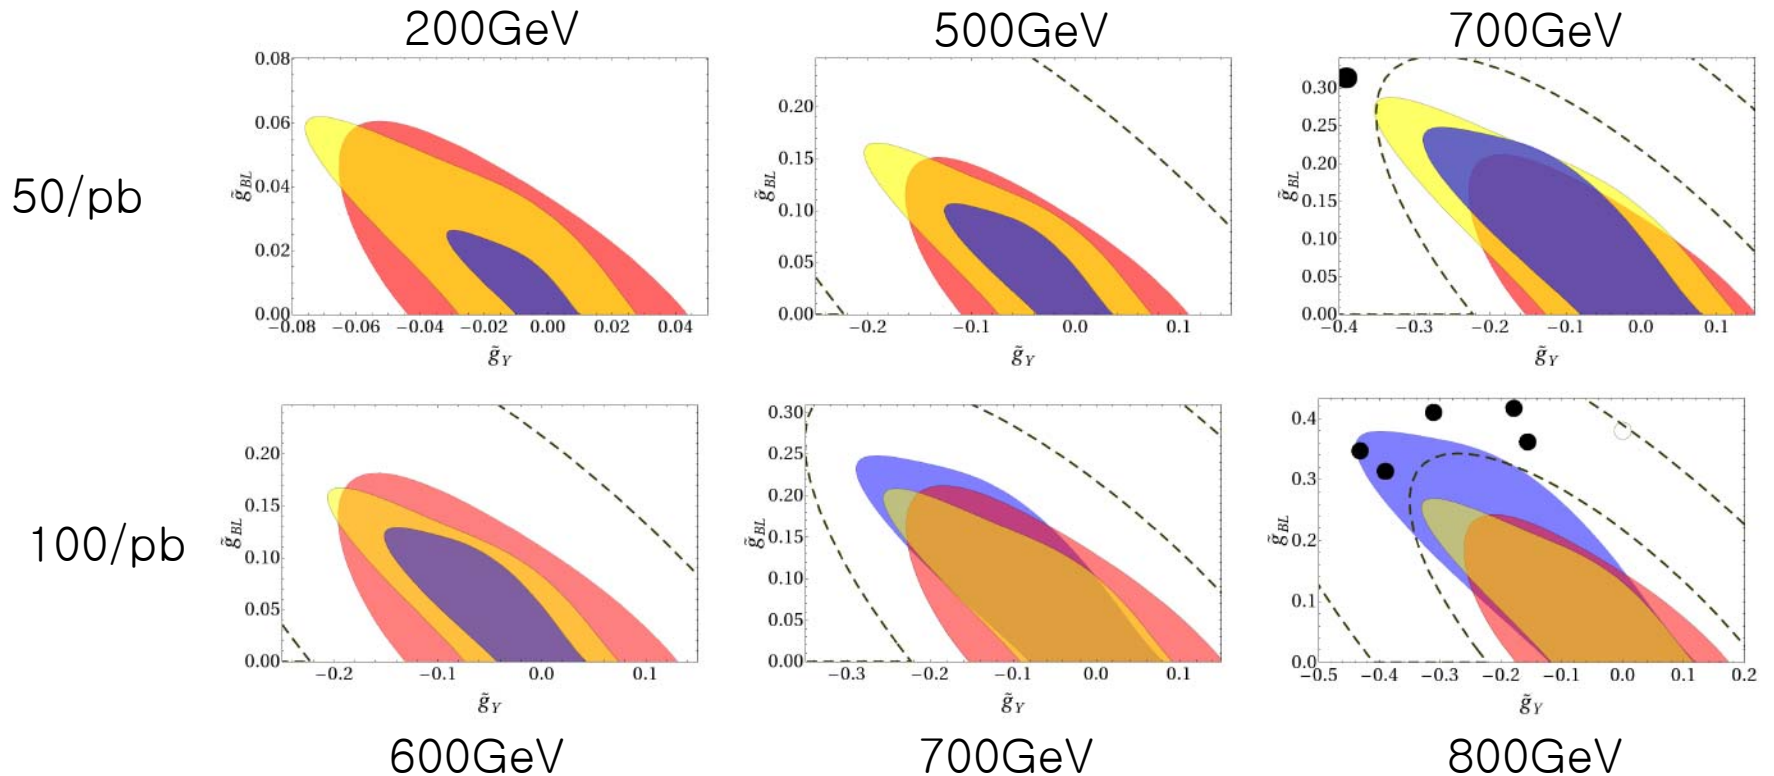 200GeV 500GeV 700GeV
50/pb
0.08
0.06
0.04
0.02
0.00
g̃BL
−0.08 −0.06 −0.04 −0.02 0.00 0.02 0.04
g̃Y
0.20
0.15
0.10
0.05
0.00
g̃BL
−0.2 −0.1 0.0 0.1
g̃Y
0.30
0.25
0.20
0.15
0.10
0.05
0.00
g̃BL
−0.4 −0.3 −0.2 −0.1 0.0 0.1
g̃Y
100/pb
0.20
0.15
0.10
0.05
0.00
g̃BL
−0.2 −0.1 0.0 0.1
g̃Y
0.30
0.25
0.20
0.15
0.10
0.05
0.00
g̃BL
−0.3 −0.2 −0.1 0.0 0.1
g̃Y
0.4
0.3
0.2
0.1
0.0
g̃BL
−0.5 −0.4 −0.3 −0.2 −0.1 0.0 0.1 0.2
g̃Y
600GeV 700GeV 800GeV